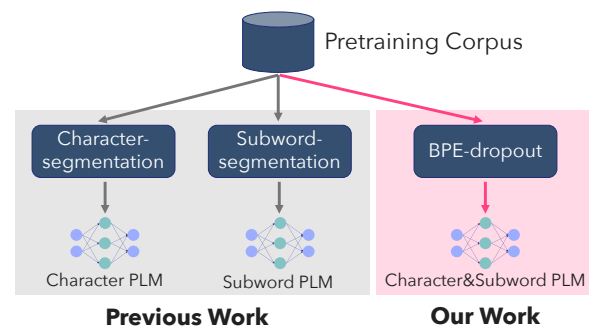 Pretraining Corpus
Character-
segmentation
Subword-
segmentation
BPE-dropout
Character PLM
Subword PLM
Character&Subword PLM
Previous Work
Our Work